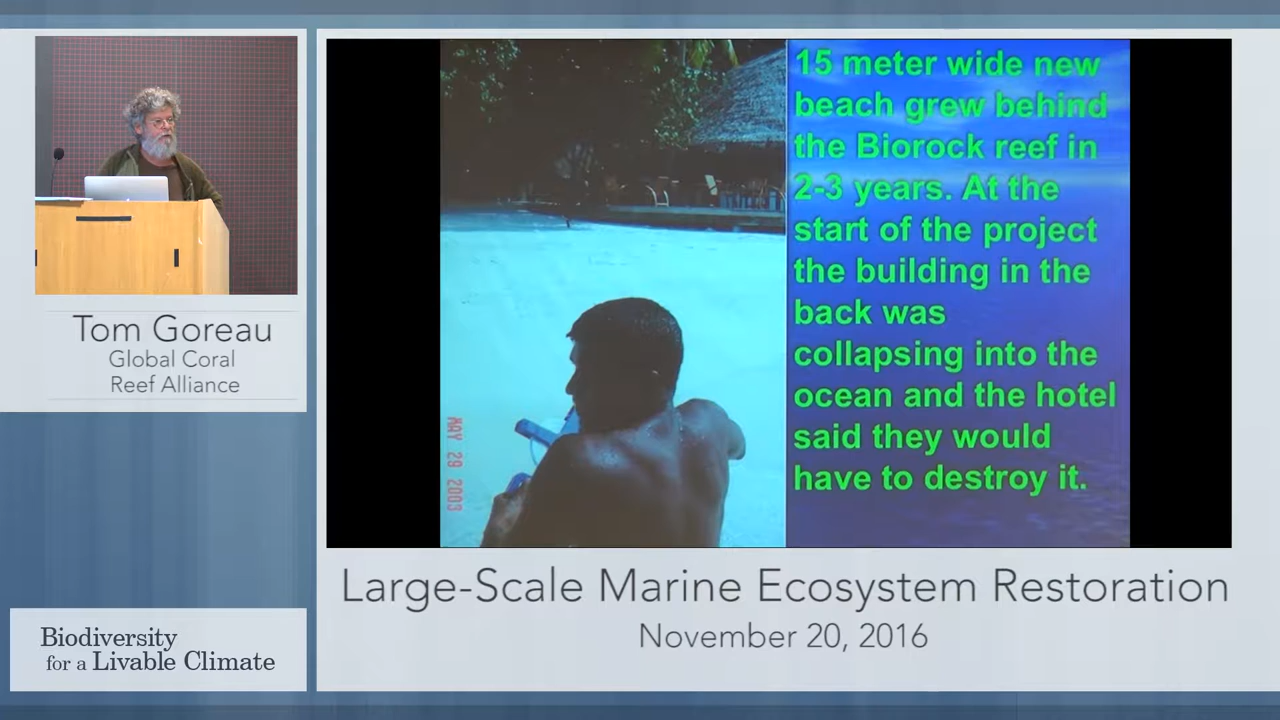 15 meter wide new
beach grew behind
the Biorock reef in
2-3 years. At the
start of the project
the building in the
back was
collapsing into the
ocean and the hotel
said they would
have to destroy it.
MAY 29 2003
Tom Goreau
Global Coral
Reef Alliance
Large-Scale Marine Ecosystem Restoration
November 20, 2016
Biodiversity
for a Livable Climate